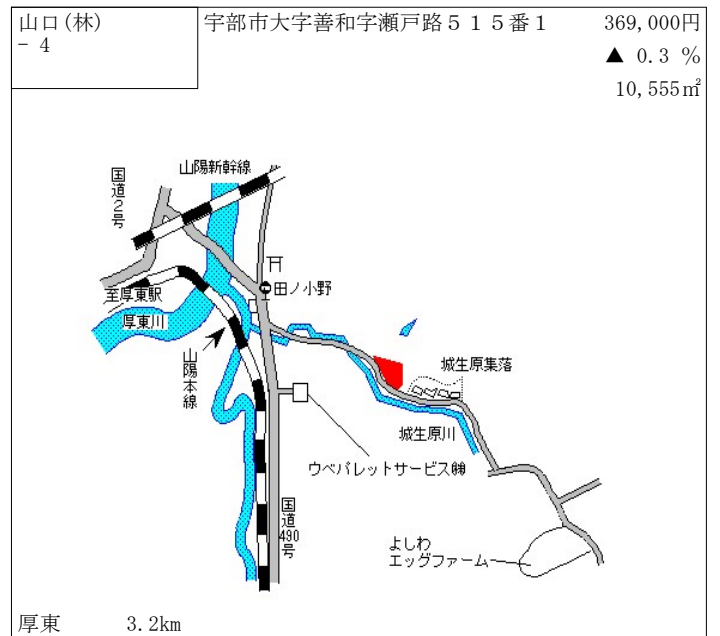 山口(林)
- 4
宇部市大字善和字瀬戸路５１５番１
369,000円
▲ 0.3 %
10,555㎡
山陽新幹線
国道2号
田ノ小野
至厚東駅
厚東川
山陽本線
城生原集落
城生原川
ウベパレットサービス㈱
国道490号
よしわ
エッグファーム
厚東 3.2km